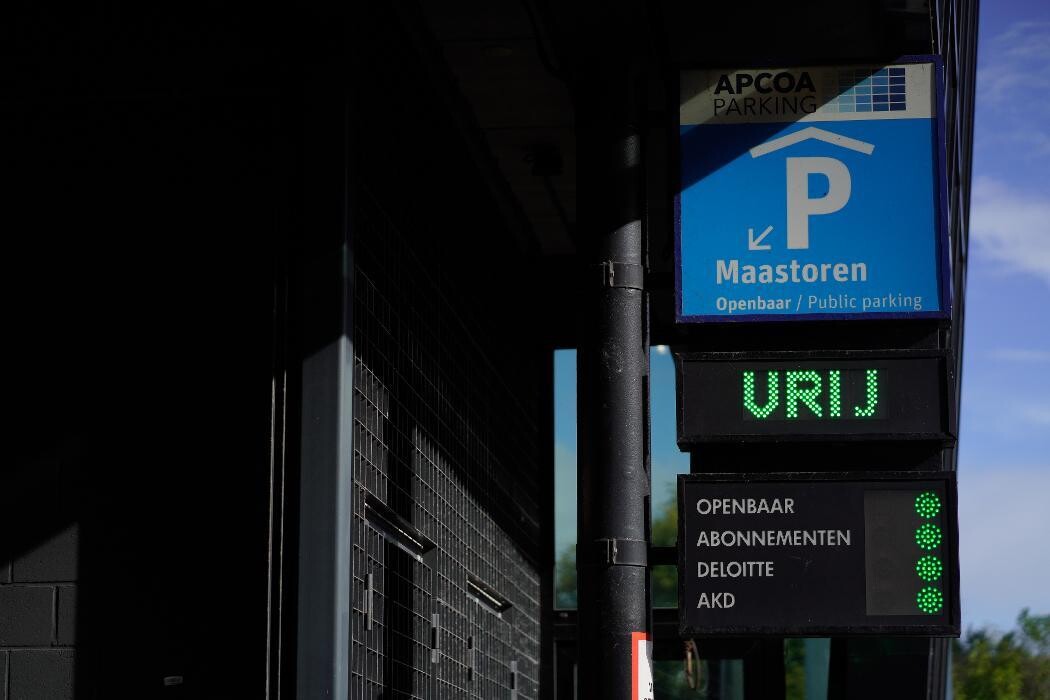 APCOA
PARKING
P
Maastoren
Openbaar / Public parking
VRIJ
OPENBAAR
ABONNEMENTEN
DELOITTE
AKD